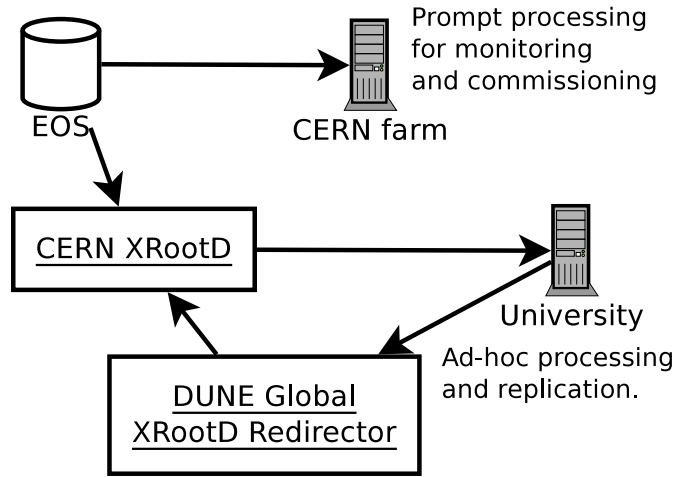 Prompt processing
for monitoring
and commissioning
EOS
CERN farm
CERN XRootD
University
Ad-hoc processing
and replication.
DUNE Global
XRootD Redirector